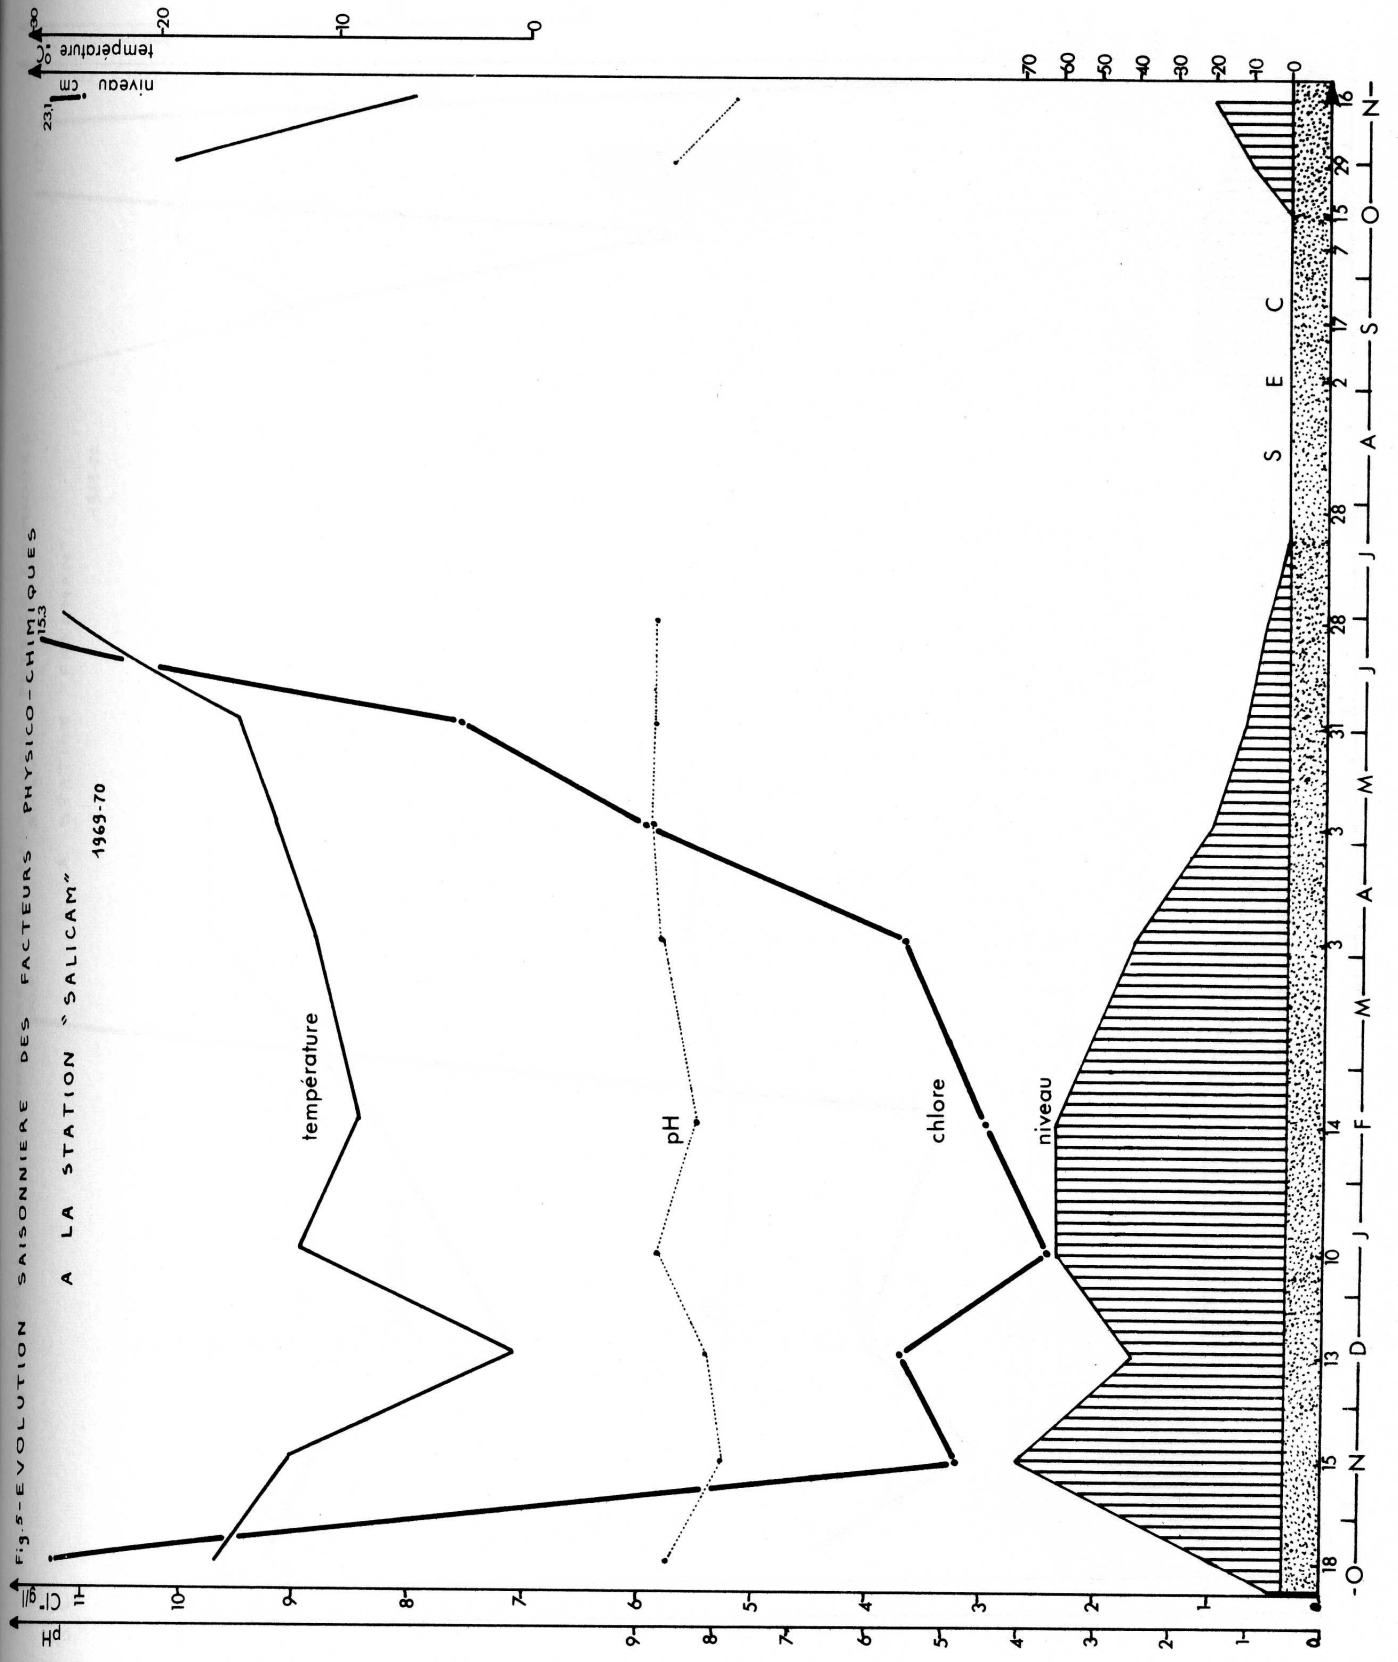 Fig.5-EVOLUTION SAISONNIERE DES FACTEURS PHYSICO-CHIMIQUES
A LA STATION "SALICAM"
1969-70
pH
Cl- g/l
11
10
9
8
7
6
5
4
3
2
1
0
9
8
7
6
5
4
3
2
1
0
température
pH
chlore
niveau
15.3
23,1
S E C
niveau cm
température °C
30
20
10
0
70
60
50
40
30
20
10
0
18 15 13 10 14 3 3 31 28 28 2 17 7 15 29 16
O N D J F M A M J J A S O N